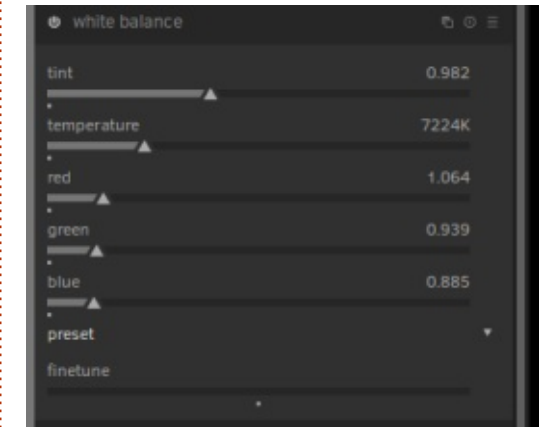 white balance
tint 0.982
temperature 7224K
red 1.064
green 0.939
blue 0.885
preset
finetune